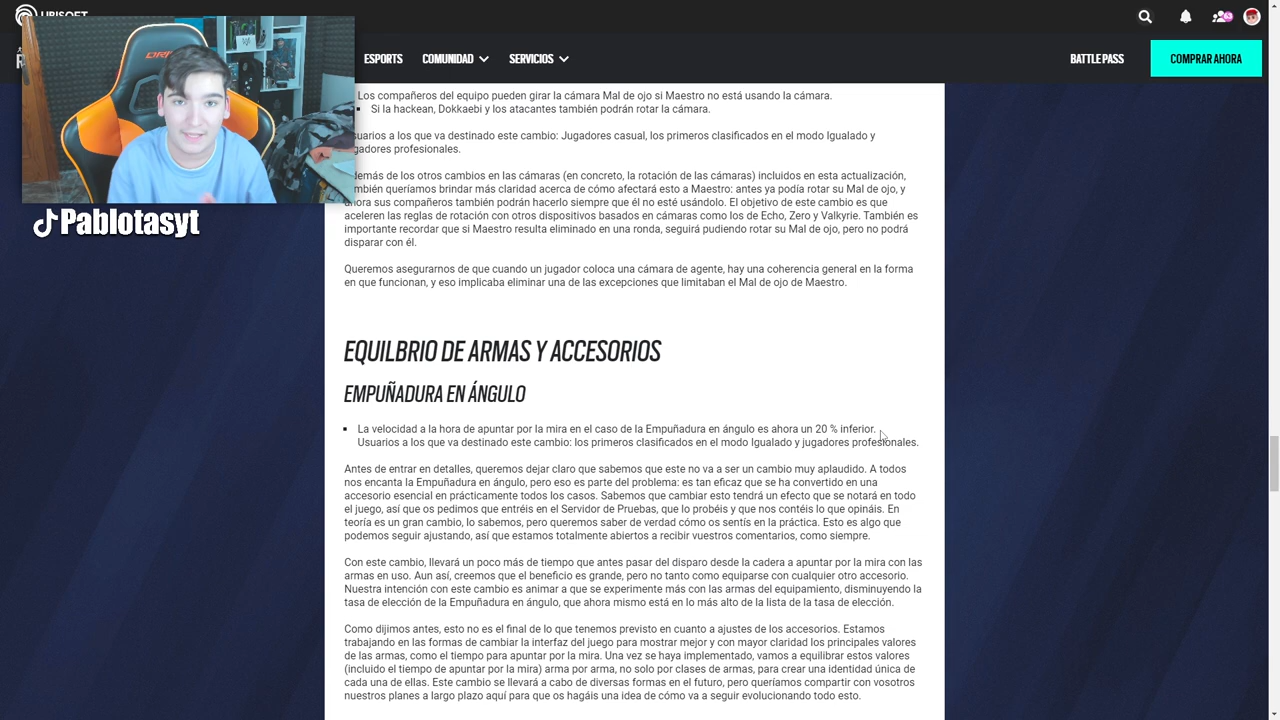 UBISOFT
63
ESPORTS
COMUNIDAD
SERVICIOS
BATTLE PASS
COMPRAR AHORA
Pablotasyt
Los compañeros del equipo pueden girar la cámara Mal de ojo si Maestro no está usando la cámara.
Si la hackean, Dokkaebi y los atacantes también podrán rotar la cámara.
suarios a los que va destinado este cambio: Jugadores casual, los primeros clasificados en el modo Igualado y
gadores profesionales.
demás de los otros cambios en las cámaras (en concreto, la rotación de las cámaras) incluidos en esta actualización,
mbién queríamos brindar más claridad acerca de cómo afectará esto a Maestro: antes ya podía rotar su Mal de ojo, y
ahora sus compañeros también podrán hacerlo siempre que él no esté usándolo. El objetivo de este cambio es que
aceleren las reglas de rotación con otros dispositivos basados en cámaras como los de Echo, Zero y Valkyrie. También es
importante recordar que si Maestro resulta eliminado en una ronda, seguirá pudiendo rotar su Mal de ojo, pero no podrá
disparar con él.
Queremos asegurarnos de que cuando un jugador coloca una cámara de agente, hay una coherencia general en la forma
en que funcionan, y eso implicaba eliminar una de las excepciones que limitaban el Mal de ojo de Maestro.
EQUILBRIO DE ARMAS Y ACCESORIOS
EMPUÑADURA EN ÁNGULO
La velocidad a la hora de apuntar por la mira en el caso de la Empuñadura en ángulo es ahora un 20 % inferior.
Usuarios a los que va destinado este cambio: los primeros clasificados en el modo Igualado y jugadores profesionales.
Antes de entrar en detalles, queremos dejar claro que sabemos que este no va a ser un cambio muy aplaudido. A todos
nos encanta la Empuñadura en ángulo, pero eso es parte del problema: es tan eficaz que se ha convertido en una
accesorio esencial en prácticamente todos los casos. Sabemos que cambiar esto tendrá un efecto que se notará en todo
el juego, así que os pedimos que entréis en el Servidor de Pruebas, que lo probéis y que nos contéis lo que opináis. En
teoría es un gran cambio, lo sabemos, pero queremos saber de verdad cómo os sentís en la práctica. Esto es algo que
podemos seguir ajustando, así que estamos totalmente abiertos a recibir vuestros comentarios, como siempre.
Con este cambio, llevará un poco más de tiempo que antes pasar del disparo desde la cadera a apuntar por la mira con las
armas en uso. Aun así, creemos que el beneficio es grande, pero no tanto como equiparse con cualquier otro accesorio.
Nuestra intención con este cambio es animar a que se experimente más con las armas del equipamiento, disminuyendo la
tasa de elección de la Empuñadura en ángulo, que ahora mismo está en lo más alto de la lista de la tasa de elección.
Como dijimos antes, esto no es el final de lo que tenemos previsto en cuanto a ajustes de los accesorios. Estamos
trabajando en las formas de cambiar la interfaz del juego para mostrar mejor y con mayor claridad los principales valores
de las armas, como el tiempo para apuntar por la mira. Una vez se haya implementado, vamos a equilibrar estos valores
(incluido el tiempo de apuntar por la mira) arma por arma, no solo por clases de armas, para crear una identidad única de
cada una de ellas. Este cambio se llevará a cabo de diversas formas en el futuro, pero queríamos compartir con vosotros
nuestros planes a largo plazo aquí para que os hagáis una idea de cómo va a seguir evolucionando todo esto.